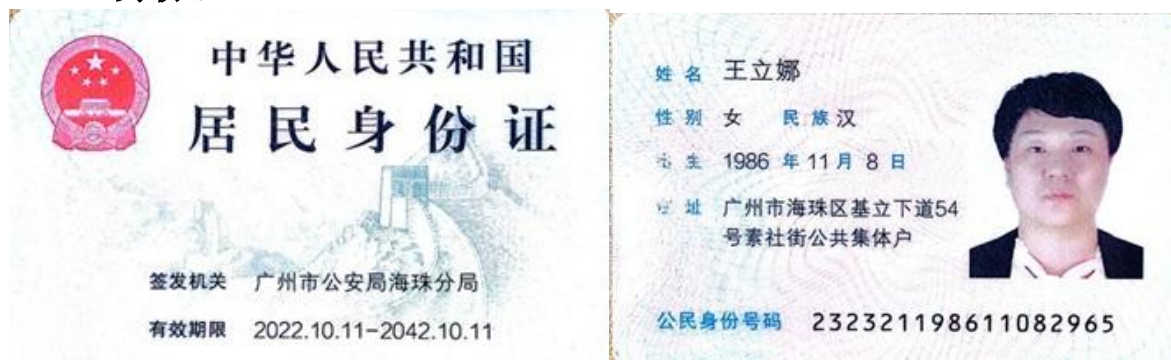 中华人民共和国
居民身份证
签发机关 广州市公安局海珠分局
有效期限 2022.10.11-2042.10.11
姓名 王立娜
性别 女 民族 汉
1986 年 11 月 8 日
广州市海珠区基立下道54
号素社街公共集体户
公民身份号码 232321198611082965